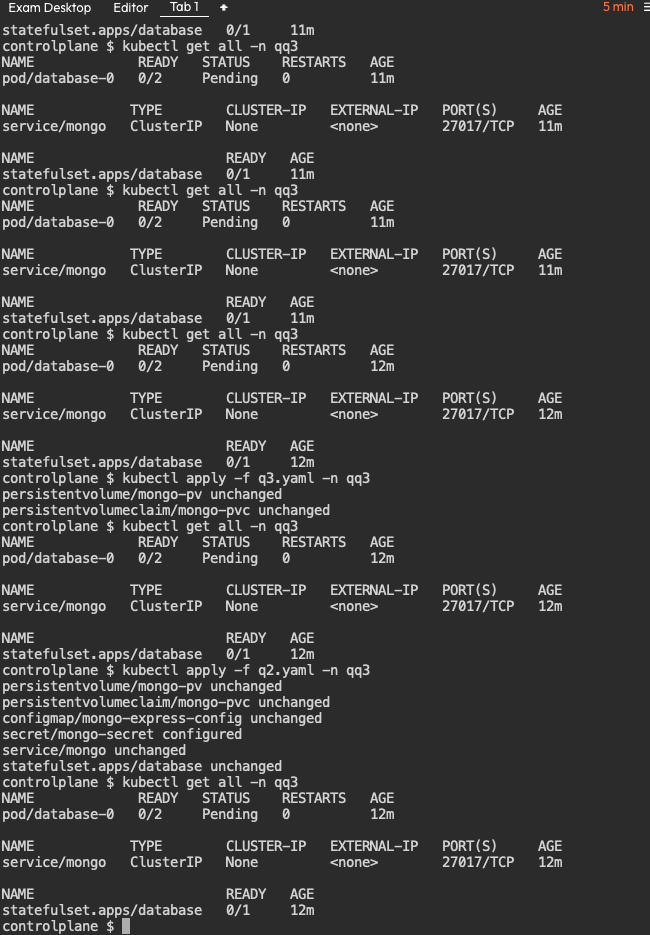 Exam Desktop Editor Tab 1 + 5 min
statefulset.apps/database 0/1 11m
controlplane $ kubectl get all -n qq3
NAME READY STATUS RESTARTS AGE
pod/database-0 0/2 Pending 0 11m
NAME TYPE CLUSTER-IP EXTERNAL-IP PORT(S) AGE
service/mongo ClusterIP None <none> 27017/TCP 11m
NAME READY AGE
statefulset.apps/database 0/1 11m
controlplane $ kubectl get all -n qq3
NAME READY STATUS RESTARTS AGE
pod/database-0 0/2 Pending 0 11m
NAME TYPE CLUSTER-IP EXTERNAL-IP PORT(S) AGE
service/mongo ClusterIP None <none> 27017/TCP 11m
NAME READY AGE
statefulset.apps/database 0/1 11m
controlplane $ kubectl get all -n qq3
NAME READY STATUS RESTARTS AGE
pod/database-0 0/2 Pending 0 12m
NAME TYPE CLUSTER-IP EXTERNAL-IP PORT(S) AGE
service/mongo ClusterIP None <none> 27017/TCP 12m
NAME READY AGE
statefulset.apps/database 0/1 12m
controlplane $ kubectl apply -f q3.yaml -n qq3
persistentvolume/mongo-pv unchanged
persistentvolumeclaim/mongo-pvc unchanged
controlplane $ kubectl get all -n qq3
NAME READY STATUS RESTARTS AGE
pod/database-0 0/2 Pending 0 12m
NAME TYPE CLUSTER-IP EXTERNAL-IP PORT(S) AGE
service/mongo ClusterIP None <none> 27017/TCP 12m
NAME READY AGE
statefulset.apps/database 0/1 12m
controlplane $ kubectl apply -f q2.yaml -n qq3
persistentvolume/mongo-pv unchanged
persistentvolumeclaim/mongo-pvc unchanged
configmap/mongo-express-config unchanged
secret/mongo-secret configured
service/mongo unchanged
statefulset.apps/database unchanged
controlplane $ kubectl get all -n qq3
NAME READY STATUS RESTARTS AGE
pod/database-0 0/2 Pending 0 12m
NAME TYPE CLUSTER-IP EXTERNAL-IP PORT(S) AGE
service/mongo ClusterIP None <none> 27017/TCP 12m
NAME READY AGE
statefulset.apps/database 0/1 12m
controlplane $